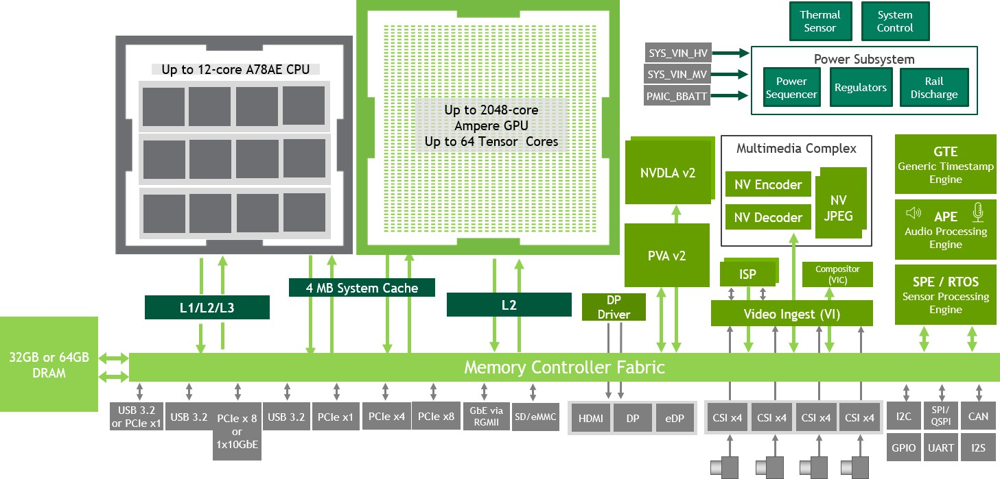 Thermal
Sensor
System
Control
SYS_VIN_HV
SYS_VIN_MV
PMIC_BBATT
Power Subsystem
Power
Sequencer
Regulators
Rail
Discharge
Up to 12-core A78AE CPU
Up to 2048-core
Ampere GPU
Up to 64 Tensor Cores
NVDLA v2
PVA v2
Multimedia Complex
NV Encoder
NV Decoder
NV
JPEG
GTE
Generic Timestamp
Engine
APE
Audio Processing
Engine
SPE / RTOS
Sensor Processing
Engine
ISP
Compositor
(VIC)
Video Ingest (VI)
L1/L2/L3
4 MB System Cache
L2
DP
Driver
32GB or 64GB
DRAM
Memory Controller Fabric
USB 3.2
or PCIe x1
USB 3.2
PCIe x 8
or
1x10GbE
USB 3.2
PCIe x1
PCIe x4
PCIe x8
GbE via
RGMII
SD/eMMC
HDMI
DP
eDP
CSI x4
CSI x4
CSI x4
CSI x4
I2C
SPI/
QSPI
CAN
GPIO
UART
I2S